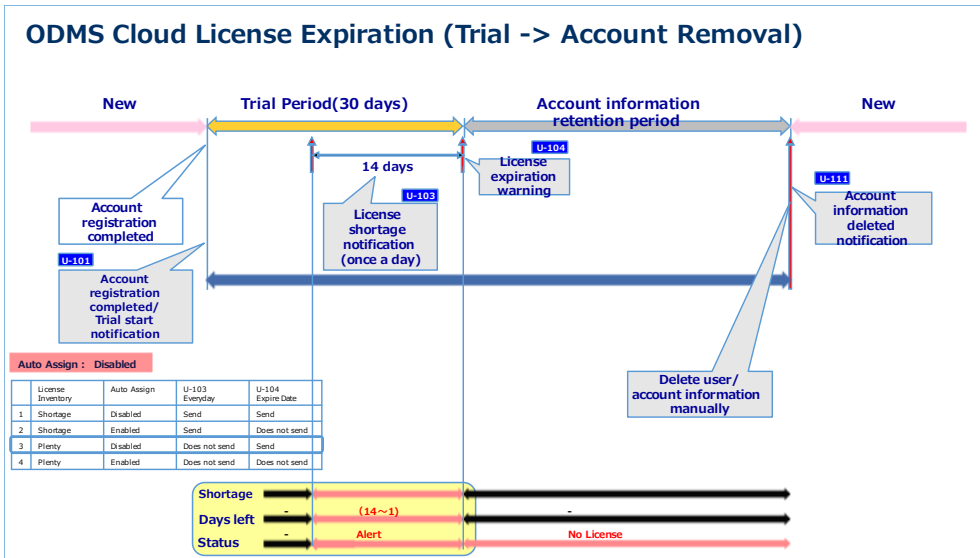 ODMS Cloud License Expiration (Trial -> Account Removal)
New
Trial Period(30 days)
Account information
retention period
New
14 days
U-104
License
expiration
warning
U-103
License
shortage
notification
(once a day)
U-111
Account
information
deleted
notification
Account
registration
completed
U-101
Account
registration
completed/
Trial start
notification
Delete user/
account information
manually
Auto Assign :  Disabled
License Inventory	Auto Assign	U-103 Everyday	U-104 Expire Date
1	Shortage	Disabled	Send	Send
2	Shortage	Enabled	Send	Does not send
3	Plenty	Disabled	Does not send	Send
4	Plenty	Enabled	Does not send	Does not send
Shortage
Days left - (14～1) -
Status - Alert No License